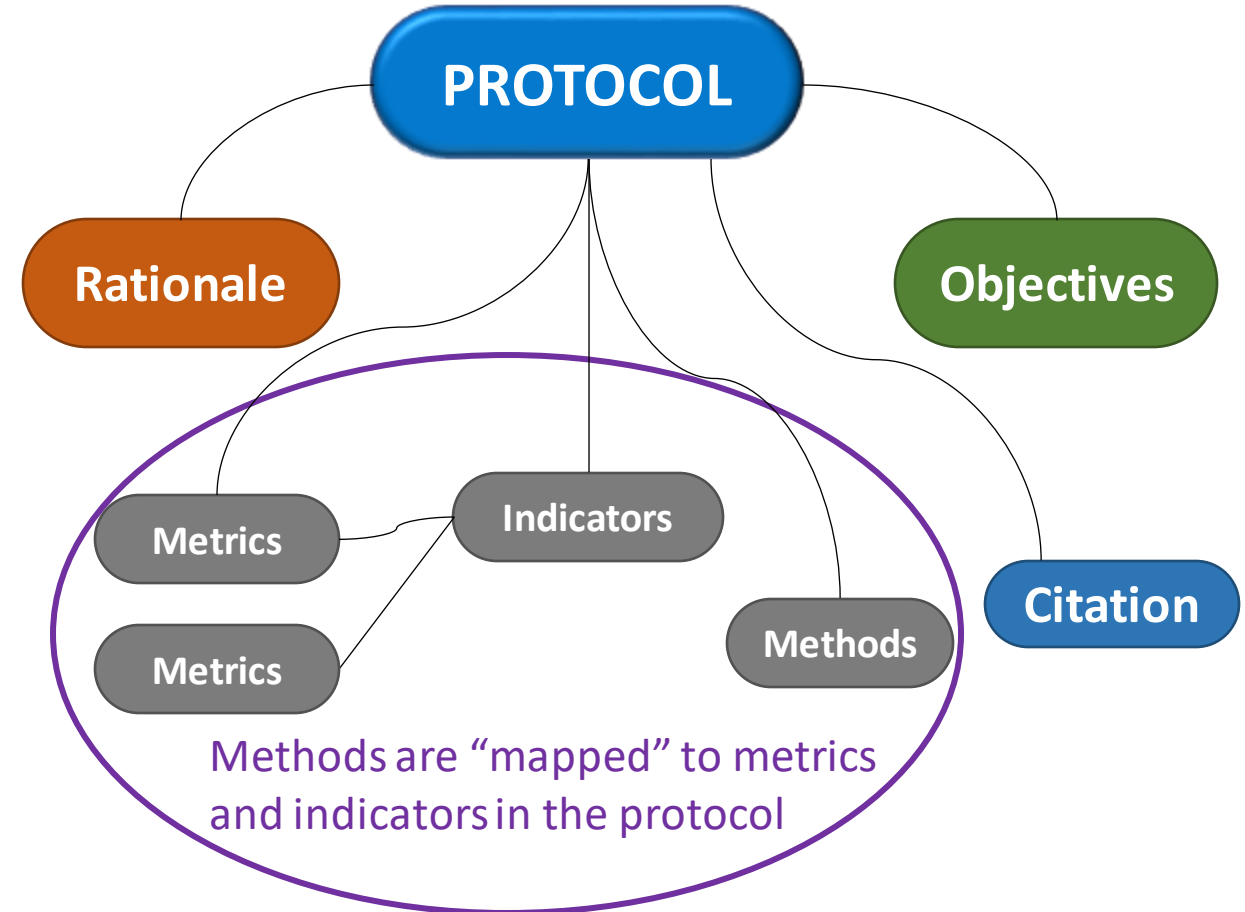 PROTOCOL
Rationale
Objectives
Indicators
Metrics
Citation
Methods
Metrics
Methods are “mapped” to metrics
and indicators in the protocol